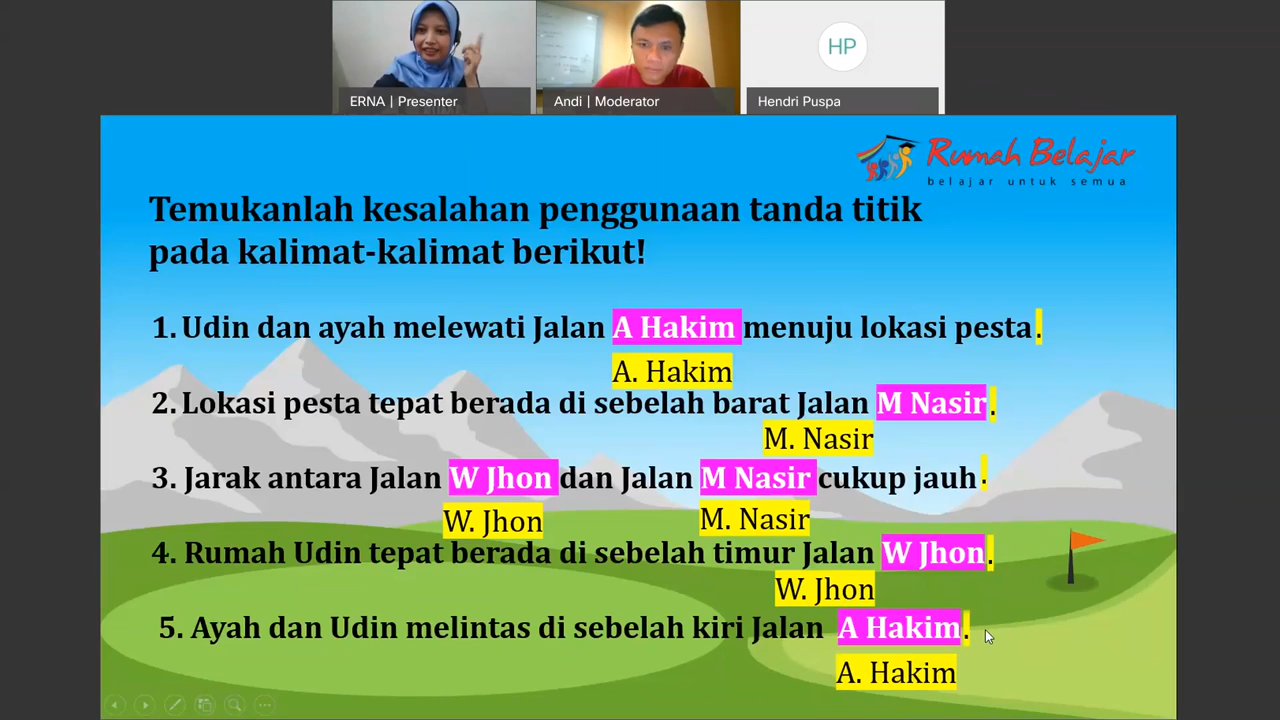 ERNA | Presenter
Andi | Moderator
HP
Hendri Puspa
Rumah Belajar
belajar untuk semua
Temukanlah kesalahan penggunaan tanda titik
pada kalimat-kalimat berikut!
1. Udin dan ayah melewati Jalan A Hakim menuju lokasi pesta.
A. Hakim
2. Lokasi pesta tepat berada di sebelah barat Jalan M Nasir.
M. Nasir
3. Jarak antara Jalan W Jhon dan Jalan M Nasir cukup jauh.
W. Jhon M. Nasir
4. Rumah Udin tepat berada di sebelah timur Jalan W Jhon.
W. Jhon
5. Ayah dan Udin melintas di sebelah kiri Jalan A Hakim.
A. Hakim